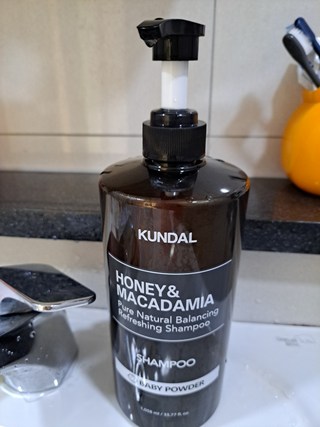 KUNDAL
HONEY&
MACADAMIA
Pure Natural Balancing
Refreshing Shampoo
SHAMPOO
BABY POWDER